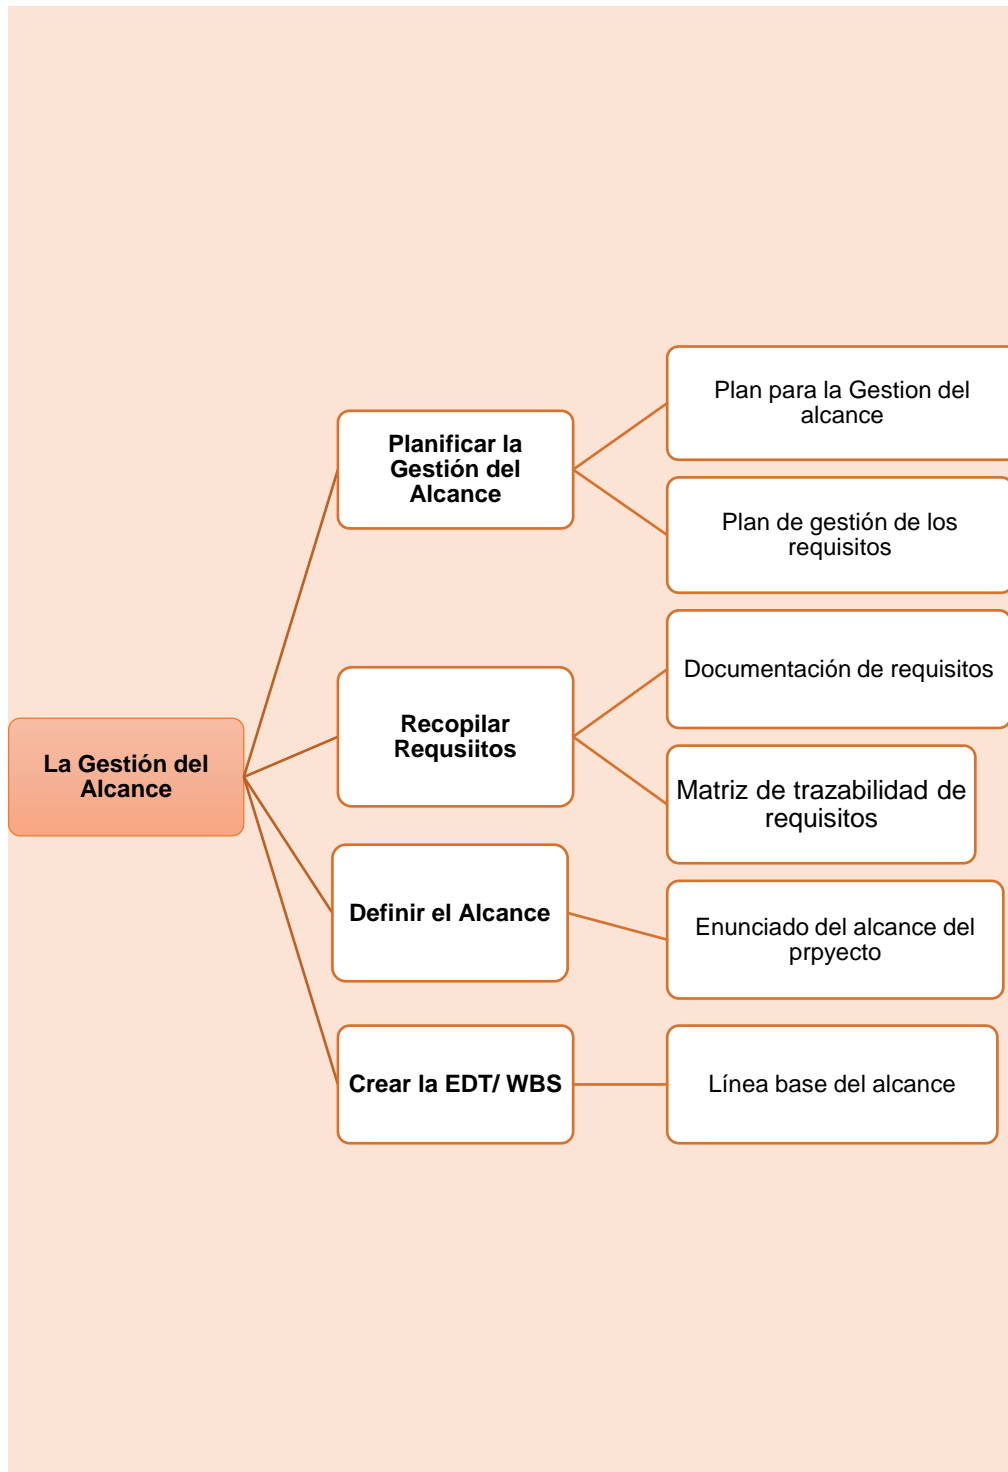 La Gestión del
Alcance
Planificar la
Gestión del
Alcance
Plan para la Gestion del
alcance
Plan de gestión de los
requisitos
Recopilar
Requsiitos
Documentación de requisitos
Matriz de trazabilidad de
requisitos
Definir el Alcance
Enunciado del alcance del
prpyecto
Crear la EDT/ WBS
Línea base del alcance